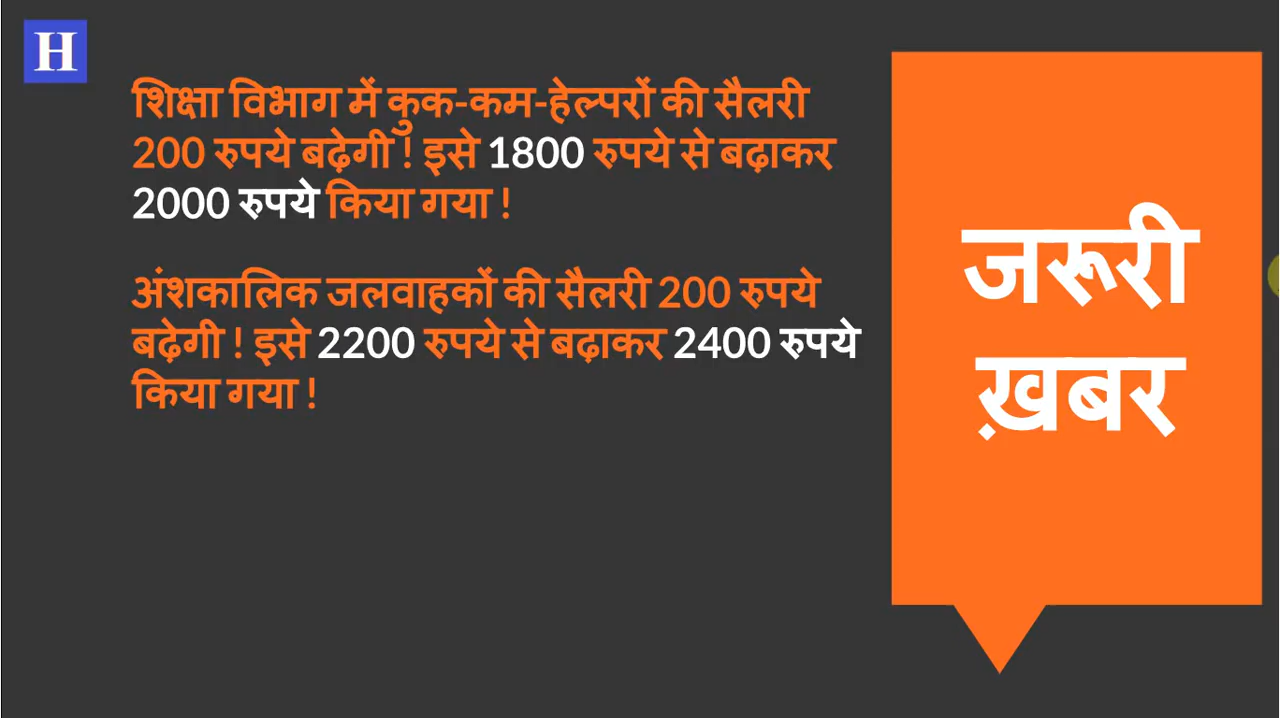 H
शिक्षा विभाग में कुक-कम-हेल्परों की सैलरी
200 रुपये बढ़ेगी ! इसे 1800 रुपये से बढ़ाकर
2000 रुपये किया गया !
अंशकालिक जलवाहकों की सैलरी 200 रुपये
बढ़ेगी ! इसे 2200 रुपये से बढ़ाकर 2400 रुपये
किया गया !
जरूरी
ख़बर